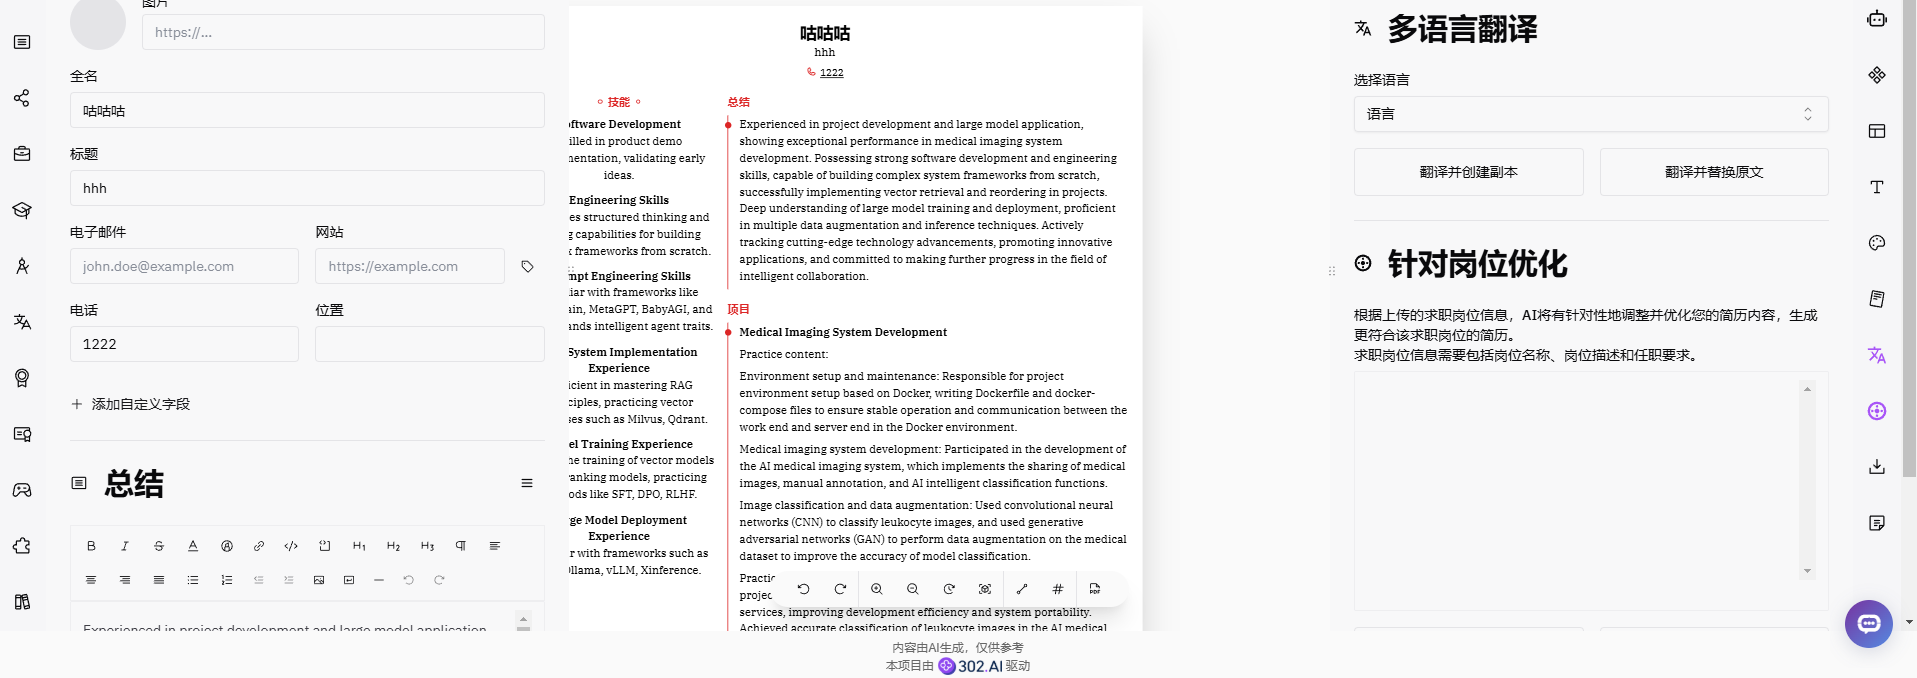 图片
https://...
全名
咕咕咕
标题
hhh
电子邮件
网站
john.doe@example.com
https://example.com
电话
位置
1222
添加自定义字段
总结
B I S A H1 H2 H3
Experienced in project development and large model application,
咕咕咕
hhh
1222
技能
Software Development
illed in product demo
mentation, validating early
ideas.
Engineering Skills
es structured thinking and
g capabilities for building
x frameworks from scratch.
mpt Engineering Skills
iar with frameworks like
ain, MetaGPT, BabyAGI, and
ands intelligent agent traits.
System Implementation
Experience
icient in mastering RAG
ciples, practicing vector
ses such as Milvus, Qdrant.
el Training Experience
he training of vector models
ranking models, practicing
ods like SFT, DPO, RLHF.
ge Model Deployment
Experience
r with frameworks such as
Ollama, vLLM, Xinference.
总结
Experienced in project development and large model application,
showing exceptional performance in medical imaging system
development. Possessing strong software development and engineering
skills, capable of building complex system frameworks from scratch,
successfully implementing vector retrieval and reordering in projects.
Deep understanding of large model training and deployment, proficient
in multiple data augmentation and inference techniques. Actively
tracking cutting-edge technology advancements, promoting innovative
applications, and committed to making further progress in the field of
intelligent collaboration.
项目
Medical Imaging System Development
Practice content:
Environment setup and maintenance: Responsible for project
environment setup based on Docker, writing Dockerfile and docker-
compose files to ensure stable operation and communication between the
work end and server end in the Docker environment.
Medical imaging system development: Participated in the development of
the AI medical imaging system, which implements the sharing of medical
images, manual annotation, and AI intelligent classification functions.
Image classification and data augmentation: Used convolutional neural
networks (CNN) to classify leukocyte images, and used generative
adversarial networks (GAN) to perform data augmentation on the medical
dataset to improve the accuracy of model classification.
Practic
projec
services, improving development efficiency and system portability.
Achieved accurate classification of leukocyte images in the AI medical
PDF
多语言翻译
选择语言
语言
翻译并创建副本
翻译并替换原文
针对岗位优化
根据上传的求职岗位信息，AI将有针对性地调整并优化您的简历内容，生成
更符合该求职岗位的简历。
求职岗位信息需要包括岗位名称、岗位描述和任职要求。
内容由AI生成，仅供参考
本项目由 302.AI 驱动